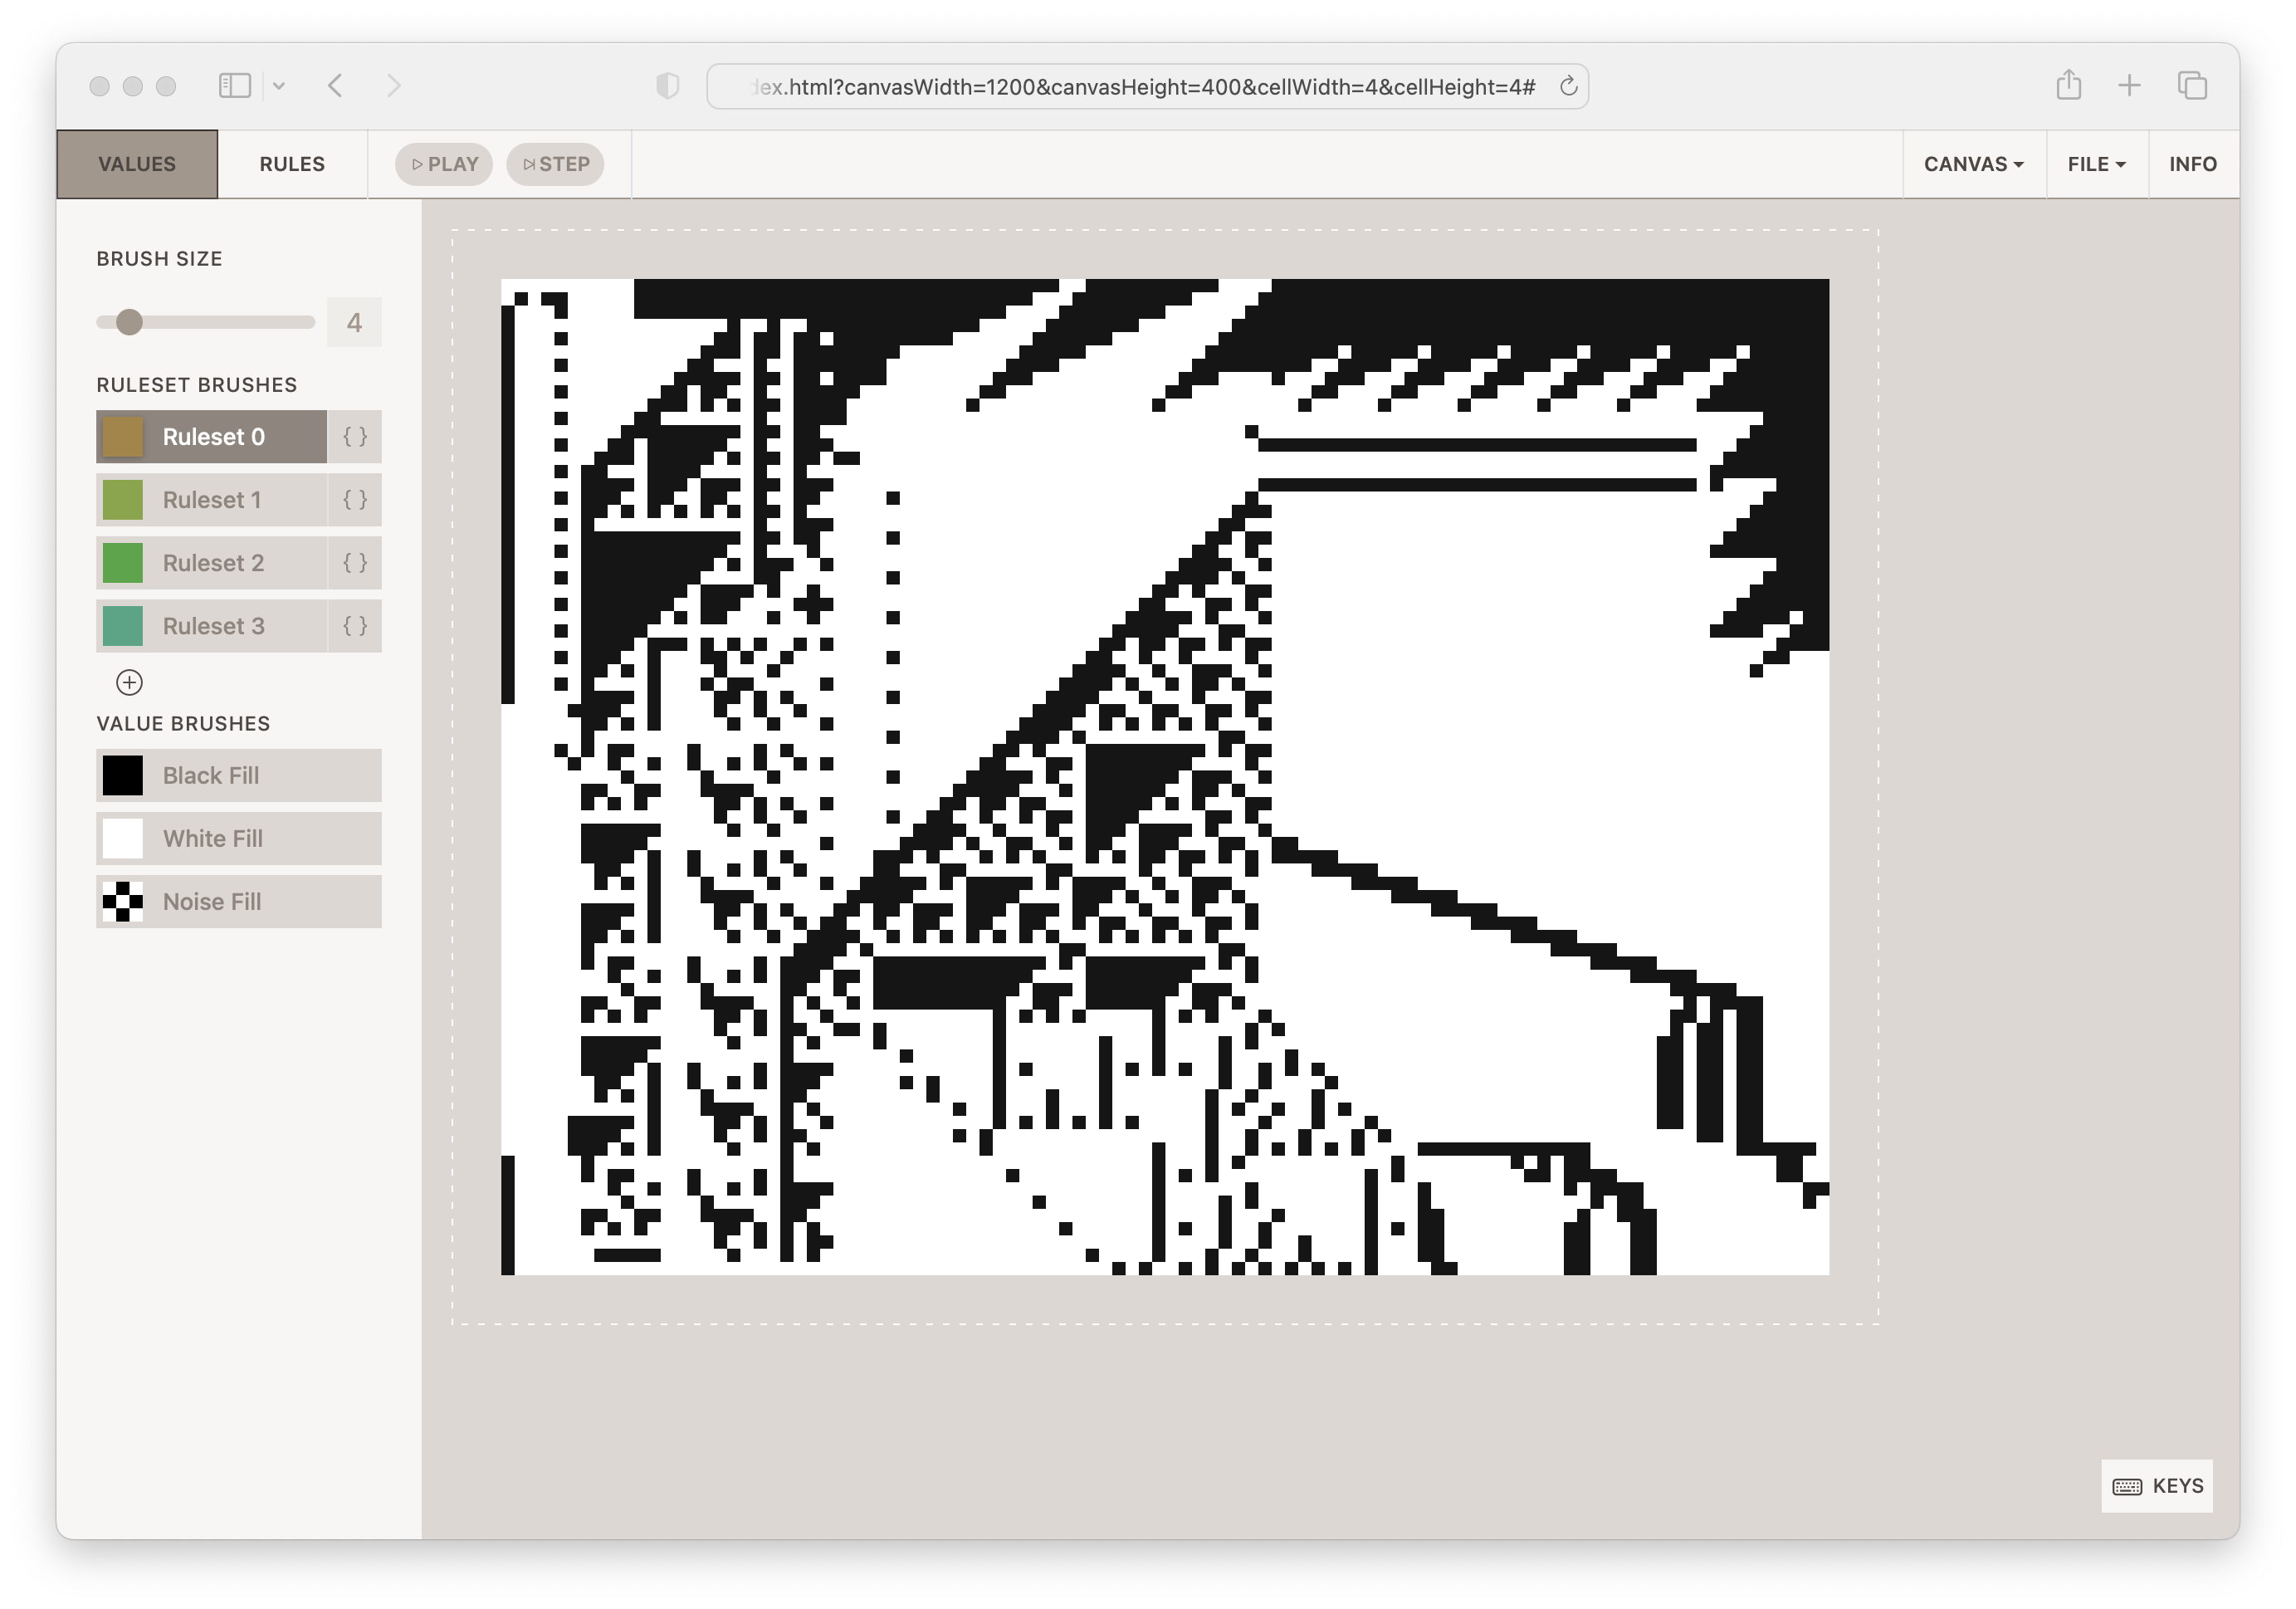 dex.html?canvasWidth=1200&canvasHeight=400&cellWidth=4&cellHeight=4#
VALUES
RULES
PLAY
STEP
CANVAS
FILE
INFO
BRUSH SIZE
4
RULESET BRUSHES
Ruleset 0 { }
Ruleset 1 { }
Ruleset 2 { }
Ruleset 3 { }
VALUE BRUSHES
Black Fill
White Fill
Noise Fill
KEYS